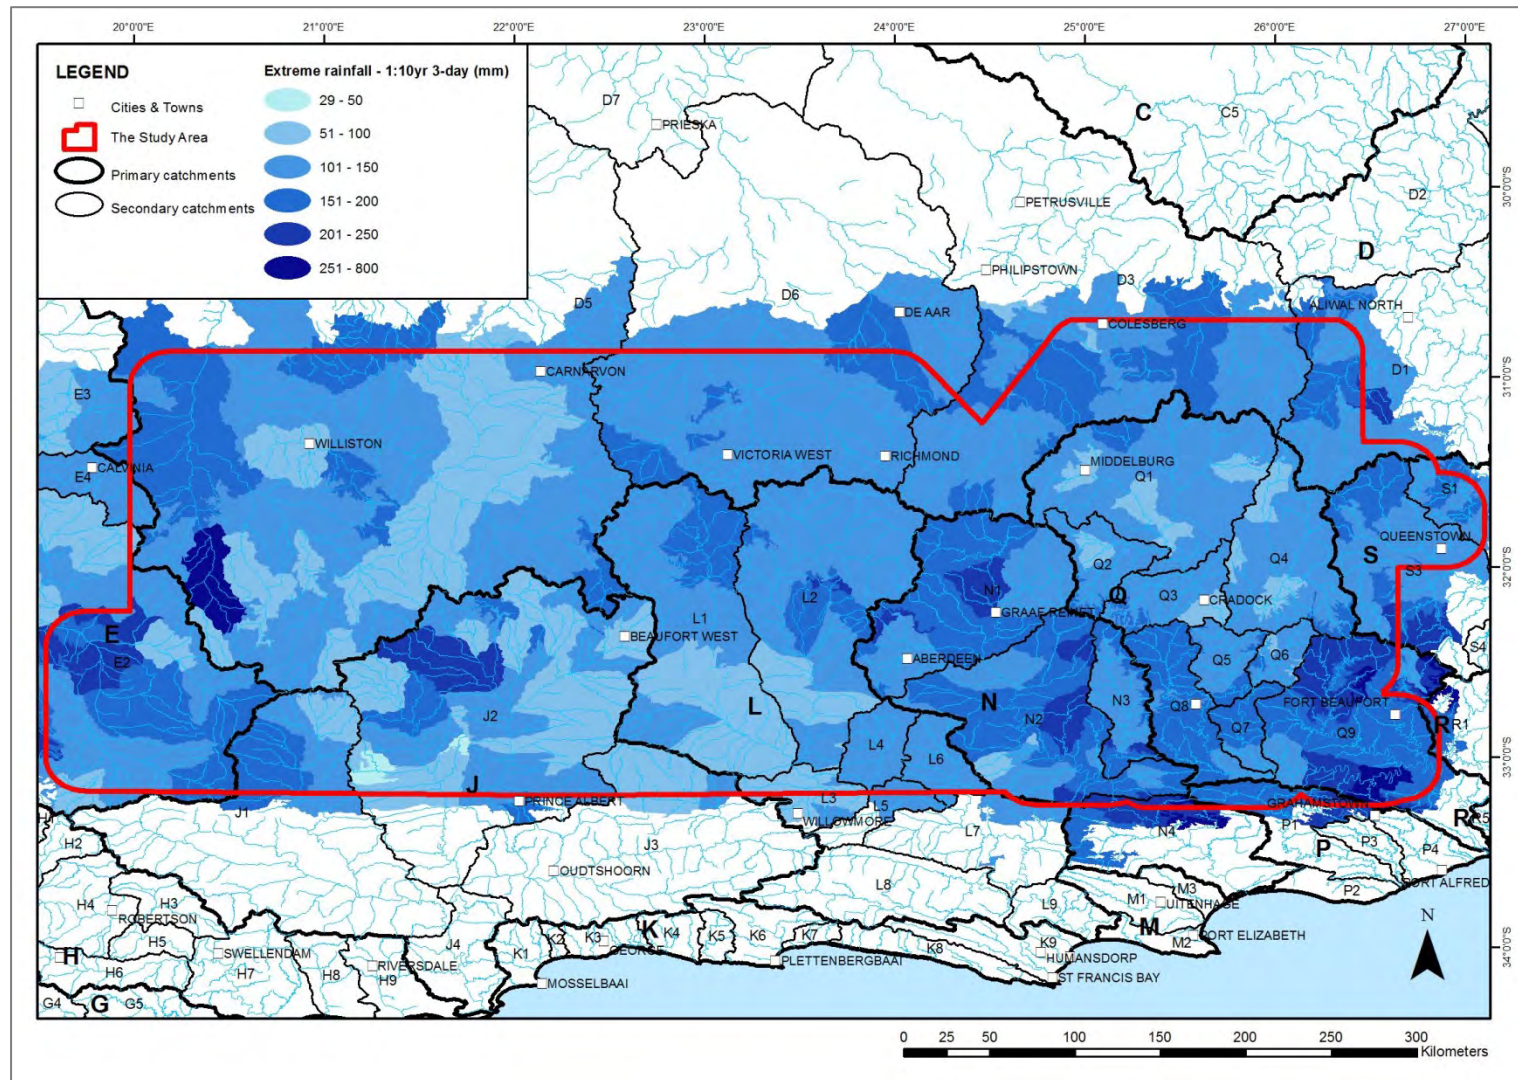 20°0'0"E
21°0'0"E
22°0'0"E
23°0'0"E
24°0'0"E
25°0'0"E
26°0'0"E
27°0'0"E
LEGEND
Cities & Towns
The Study Area
Primary catchments
Secondary catchments
Extreme rainfall - 1:10yr 3-day (mm)
29 - 50
51 - 100
101 - 150
151 - 200
201 - 250
251 - 800
D7
PRIESKA
C
C5
30°0'0"S
D2
PETRUSVILLE
D
PHILIPSTOWN
D3
D5
D6
DE AAR
ALIWAL NORTH
COLESBERG
CARNARVON
D1
31°0'0"S
E3
WILLISTON
VICTORIA WEST
RICHMOND
MIDDELBURG
Q1
CALVINIA
E4
S1
QUEENSTOWN
S
S3
32°0'0"S
Q2
Q4
N1
L2
Q
Q3
CRADOCK
GRAAF REINET
L1
E
BEAUFORT WEST
E2
ABERDEEN
Q5
Q6
S4
J2
L
N
N2
N3
Q8
Q7
FORT BEAUFORT
Q9
R
R1
L4
L6
33°0'0"S
J
PRINCE ALBERT
J1
L3
L5
WILLOWMORE
GRAHAMSTOWN
H1
H2
J3
L7
N4
P1
P3
P
P4
R
R5
OUDTSHOORN
L8
M3
M1
UITENHAGE
P2
PORT ALFRED
L9
H4
H3
ROBERTSON
H5
K
M
M2
PORT ELIZABETH
N
H
H6
SWELLENDAM
H7
H8
RIVERSDALE
H9
J4
K1
K2
K3
GEORGE
K4
K5
K6
K7
K8
K9
HUMANSDORP
PLETTENBERGBAAI
ST FRANCIS BAY
34°0'0"S
MOSSELBAAI
G4
G
G5
0 25 50 100 150 200 250 300
Kilometers